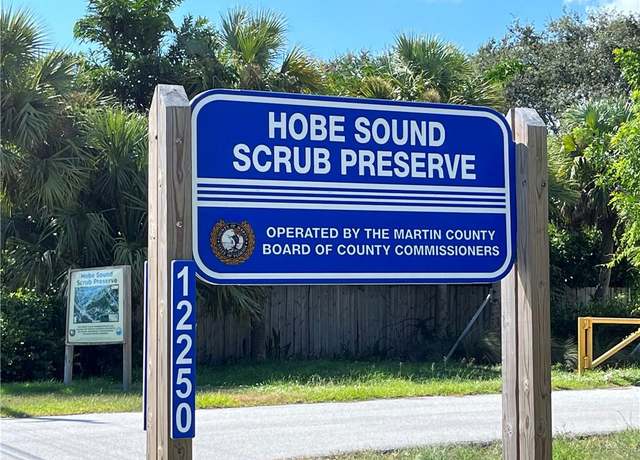 HOBE SOUND
SCRUB PRESERVE
OPERATED BY THE MARTIN COUNTY
BOARD OF COUNTY COMMISSIONERS
12250
Hobe Sound
Scrub Preserve